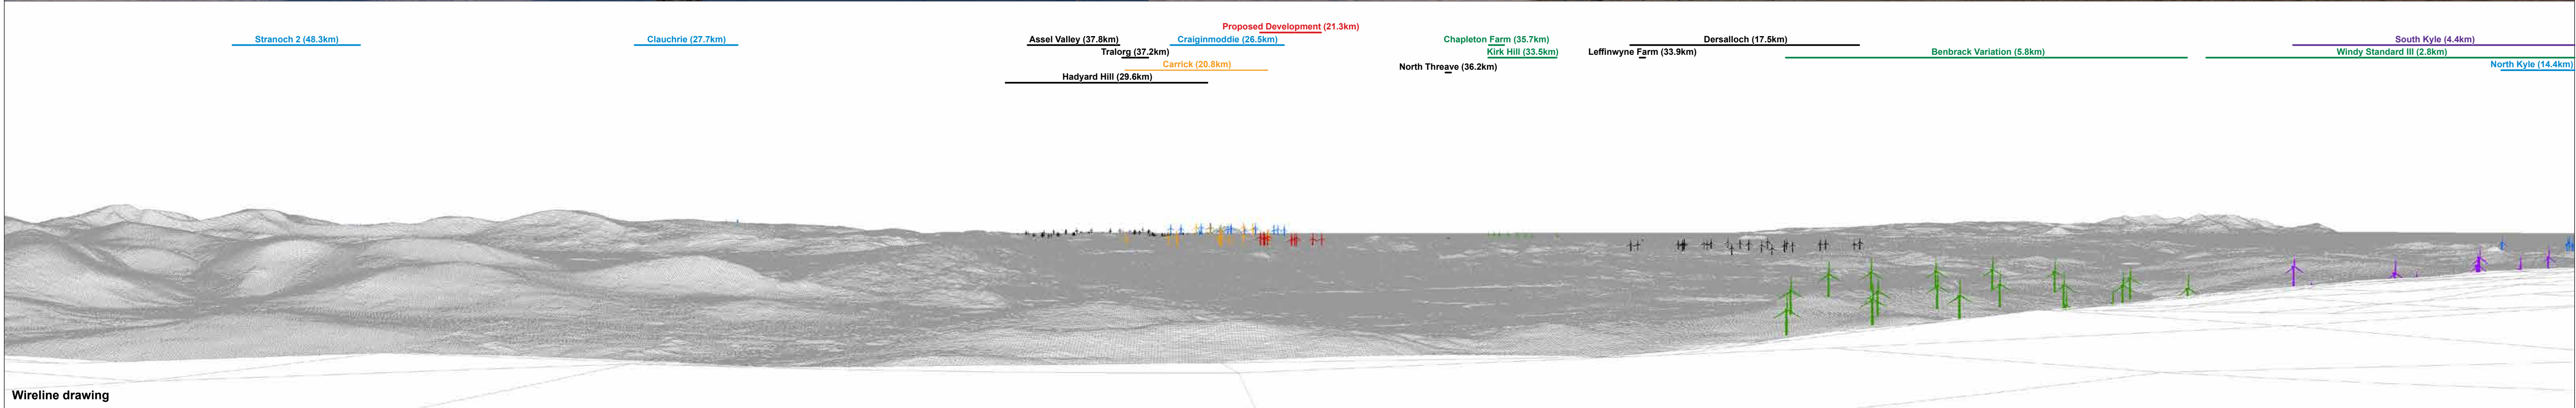 Proposed Development (21.3km)
Stranoch 2 (48.3km)
Clauchrie (27.7km)
Assel Valley (37.8km)
Craiginmoddie (26.5km)
Chapleton Farm (35.7km)
Dersalloch (17.5km)
South Kyle (4.4km)
Tralorg (37.2km)
Kirk Hill (33.5km)
Leffinwyne Farm (33.9km)
Benbrack Variation (5.8km)
Windy Standard III (2.8km)
Carrick (20.8km)
North Threave (36.2km)
North Kyle (14.4km)
Hadyard Hill (29.6km)
Wireline drawing